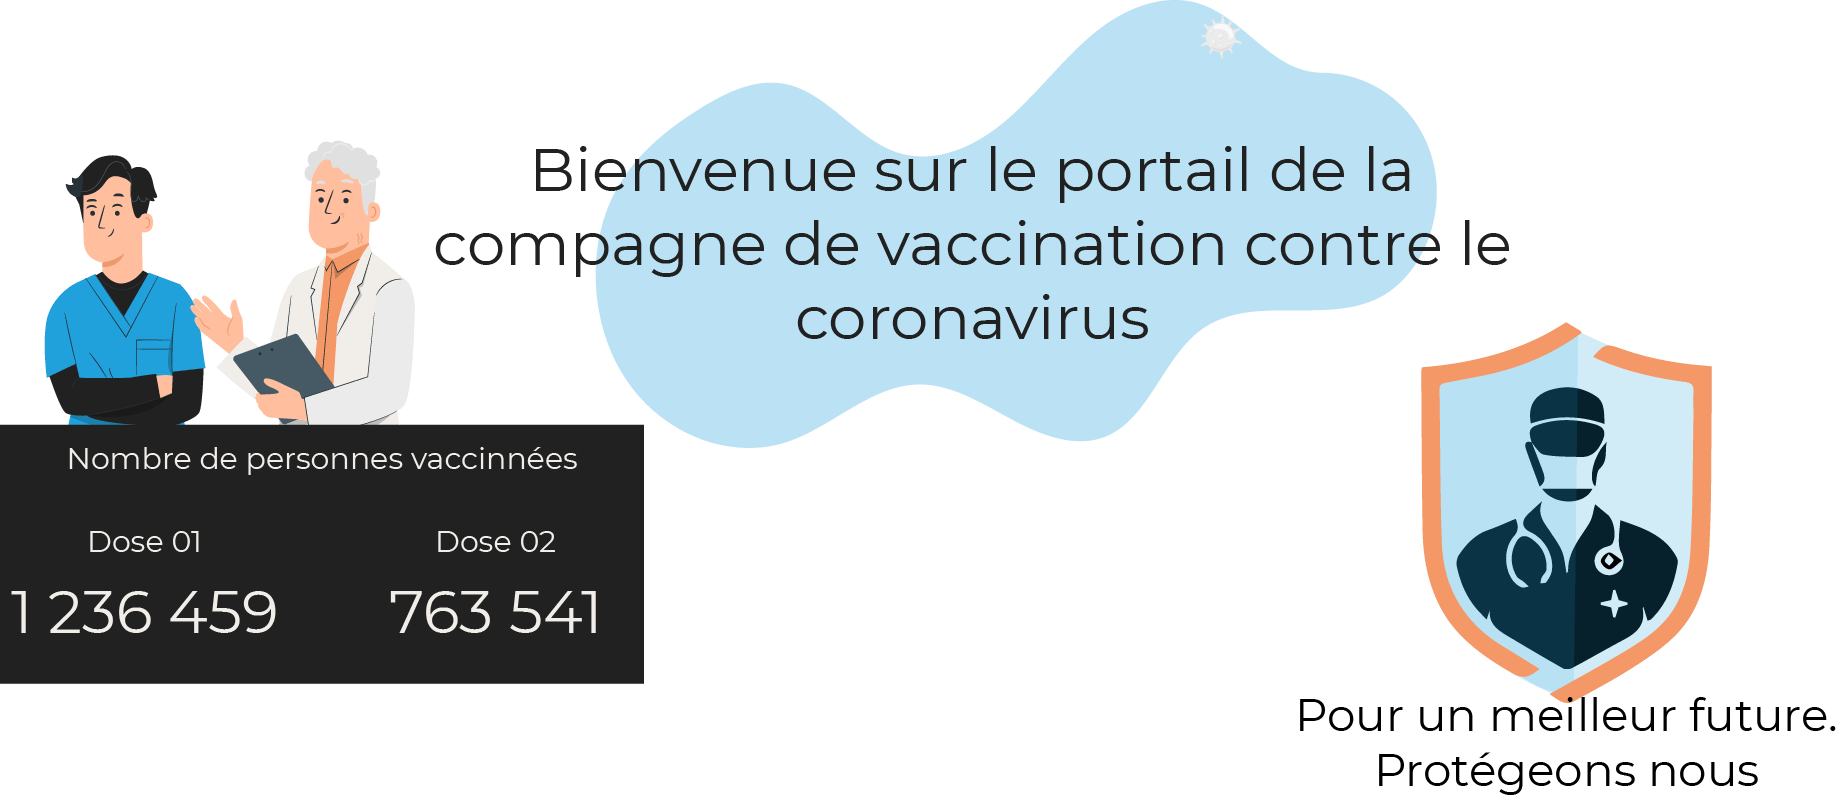 Bienvenue sur le portail de la
compagne de vaccination contre le
coronavirus
Nombre de personnes vaccinnées
Dose 01
Dose 02
1 236 459
763 541
Pour un meilleur future.
Protégeons nous